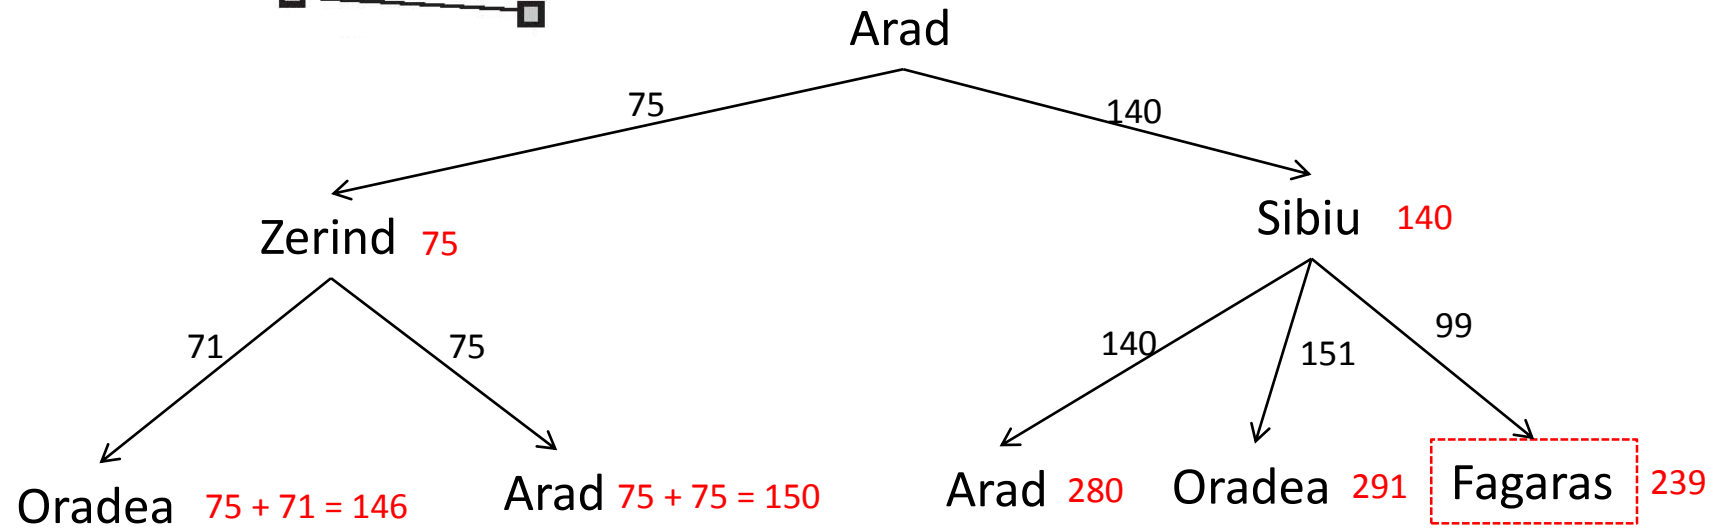 Arad
75
140
Zerind 75
Sibiu 140
71
75
140
151
99
Oradea 75 + 71 = 146
Arad 75 + 75 = 150
Arad 280
Oradea 291
Fagaras 239